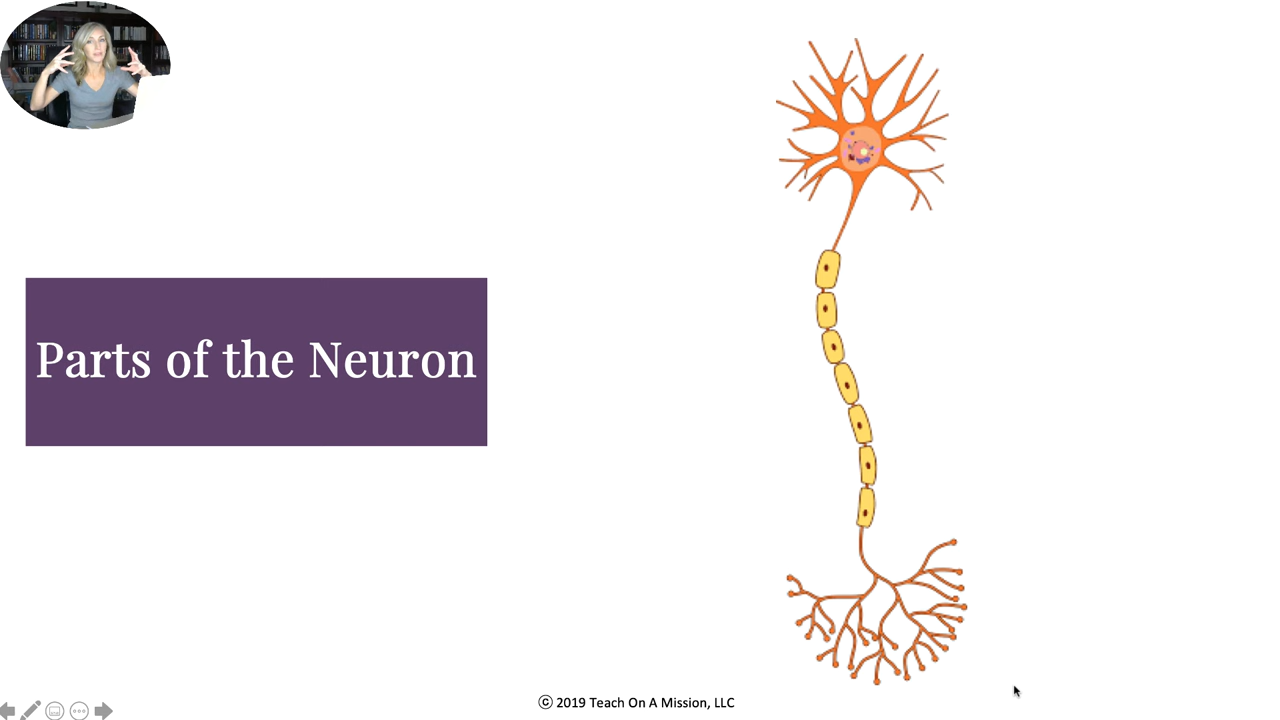 Parts of the Neuron
ⓒ 2019 Teach On A Mission, LLC